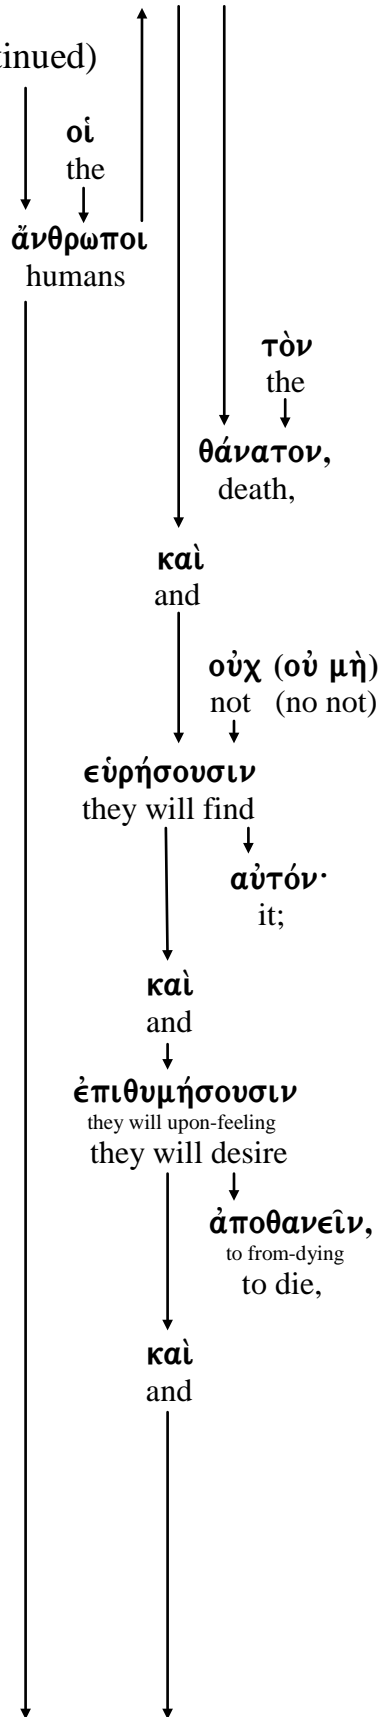 tinued)
οἱ
the
ἄνθρωποι
humans
τὸν
the
θάνατον,
death,
καὶ
and
οὐχ (οὐ μὴ)
not (no not)
εὑρήσουσιν
they will find
αὐτόν·
it;
καὶ
and
ἐπιθυμήσουσιν
they will upon-feeling
they will desire
ἀποθανεῖν,
to from-dying
to die,
καὶ
and